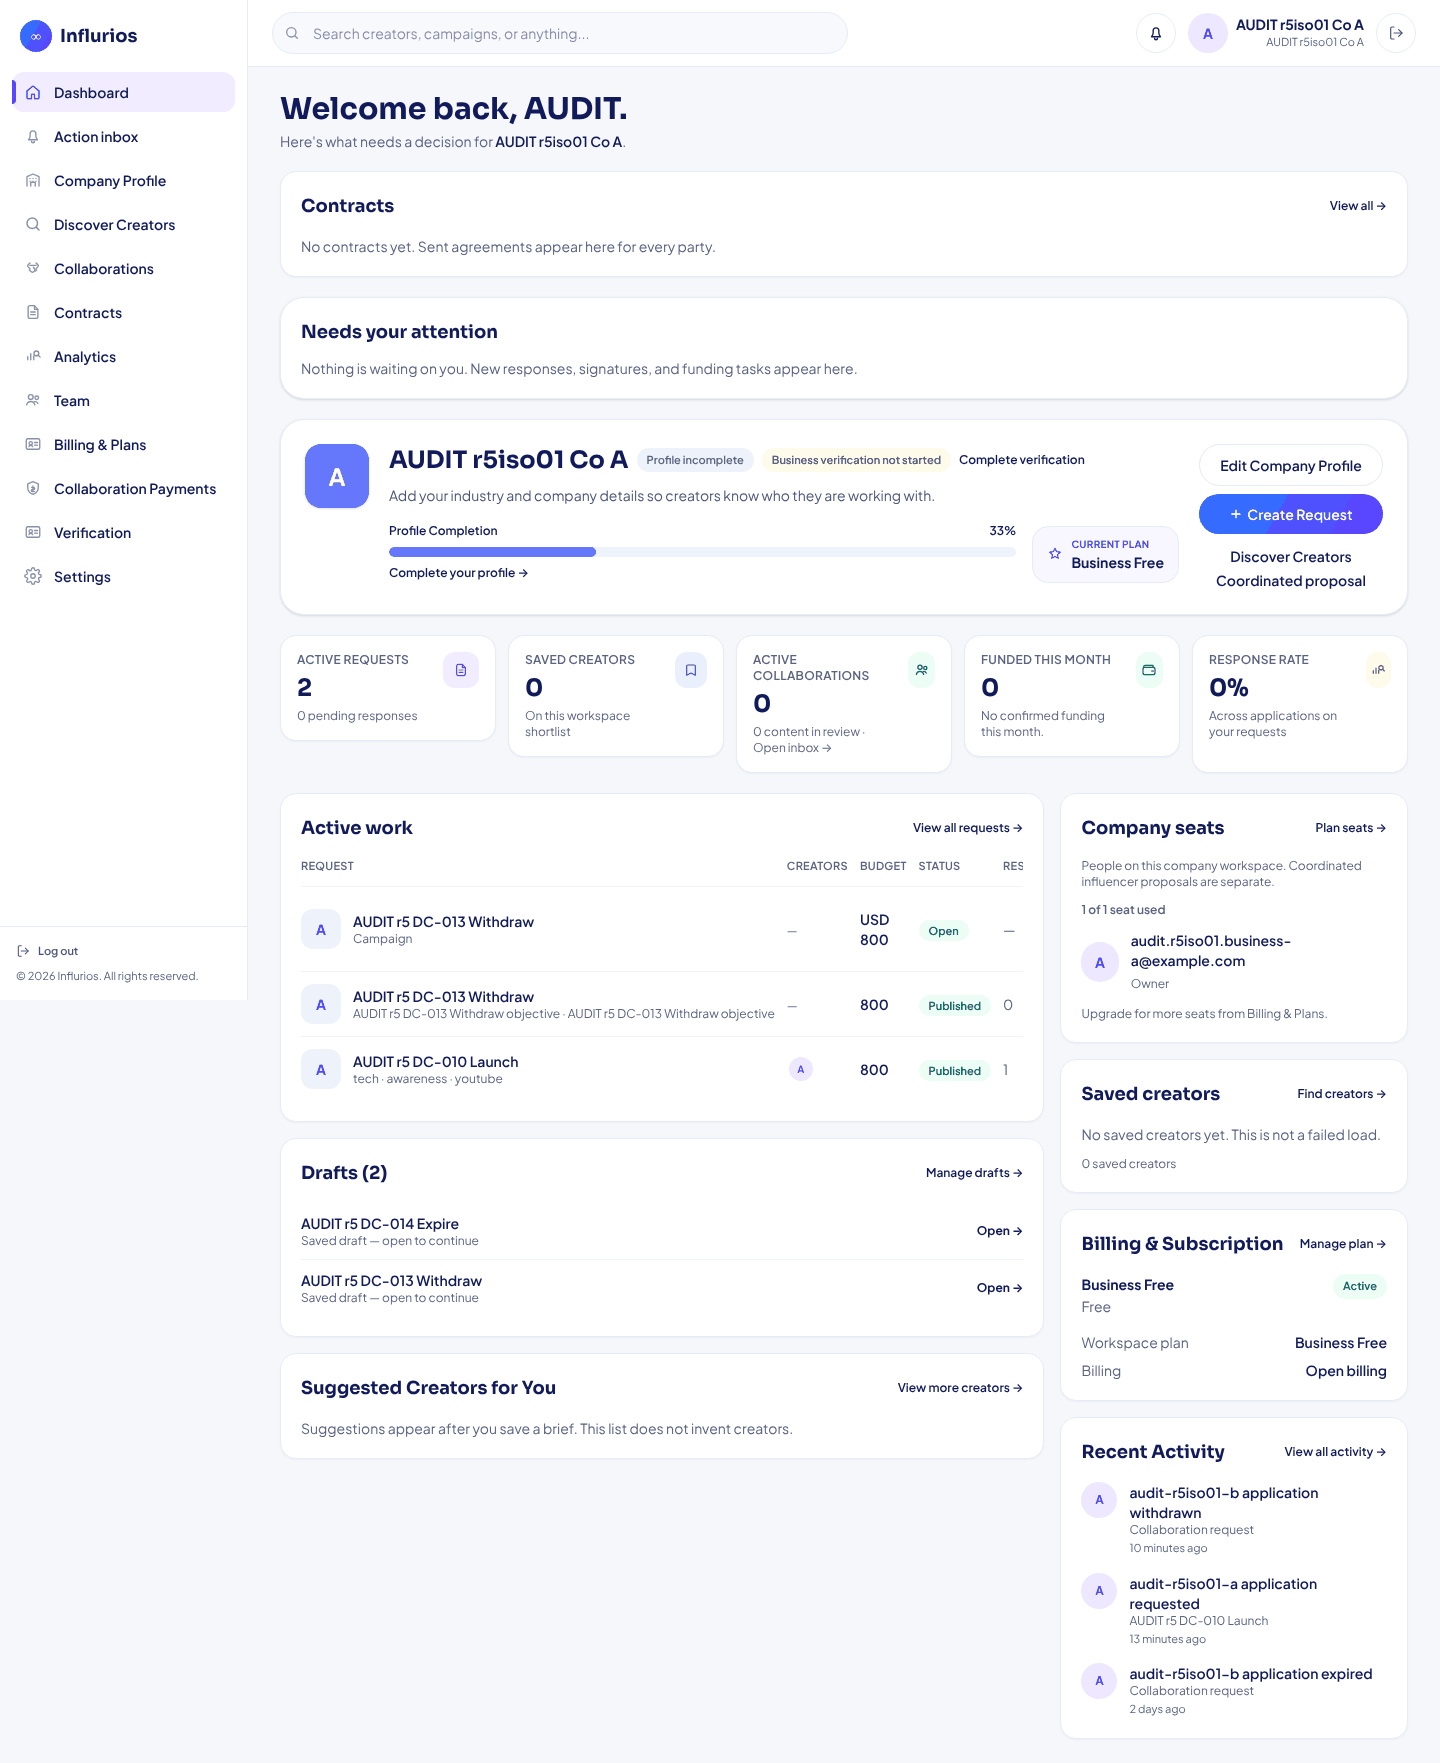 ∞ Influrios
Search creators, campaigns, or anything...
A
AUDIT r5iso01 Co A
AUDIT r5iso01 Co A
Dashboard
Action inbox
Company Profile
Discover Creators
Collaborations
Contracts
Analytics
Team
Billing & Plans
Collaboration Payments
Verification
Settings
Log out
© 2026 Influrios. All rights reserved.
Welcome back, AUDIT.
Here's what needs a decision for AUDIT r5iso01 Co A.
Contracts
View all →
No contracts yet. Sent agreements appear here for every party.
Needs your attention
Nothing is waiting on you. New responses, signatures, and funding tasks appear here.
A
AUDIT r5iso01 Co A Profile incomplete Business verification not started Complete verification
Add your industry and company details so creators know who they are working with.
Profile Completion 33%
Complete your profile →
CURRENT PLAN
Business Free
Edit Company Profile
+ Create Request
Discover Creators
Coordinated proposal
ACTIVE REQUESTS
2
0 pending responses
SAVED CREATORS
0
On this workspace
shortlist
ACTIVE
COLLABORATIONS
0
0 content in review ·
Open inbox →
FUNDED THIS MONTH
0
No confirmed funding
this month.
RESPONSE RATE
0%
Across applications on
your requests
Active work
View all requests →
REQUEST CREATORS BUDGET STATUS RES
A
AUDIT r5 DC-013 Withdraw
Campaign
—
USD
800
Open
—
A
AUDIT r5 DC-013 Withdraw
AUDIT r5 DC-013 Withdraw objective · AUDIT r5 DC-013 Withdraw objective
—
800
Published
0
A
AUDIT r5 DC-010 Launch
tech · awareness · youtube
A
800
Published
1
Drafts (2)
Manage drafts →
AUDIT r5 DC-014 Expire
Saved draft — open to continue
Open →
AUDIT r5 DC-013 Withdraw
Saved draft — open to continue
Open →
Suggested Creators for You
View more creators →
Suggestions appear after you save a brief. This list does not invent creators.
Company seats
Plan seats →
People on this company workspace. Coordinated
influencer proposals are separate.
1 of 1 seat used
A
audit.r5iso01.business-
a@example.com
Owner
Upgrade for more seats from Billing & Plans.
Saved creators
Find creators →
No saved creators yet. This is not a failed load.
0 saved creators
Billing & Subscription
Manage plan →
Business Free
Active
Free
Workspace plan Business Free
Billing Open billing
Recent Activity
View all activity →
A
audit-r5iso01-b application
withdrawn
Collaboration request
10 minutes ago
A
audit-r5iso01-a application
requested
AUDIT r5 DC-010 Launch
13 minutes ago
A
audit-r5iso01-b application expired
Collaboration request
2 days ago